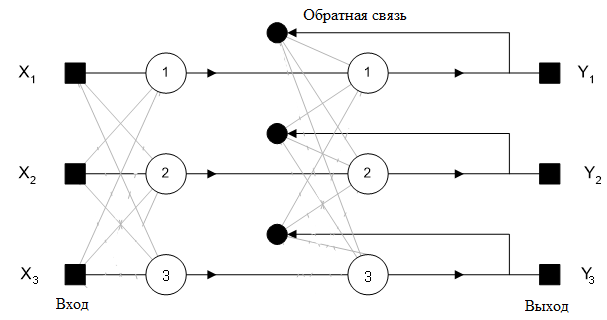 Обратная связь
X1 1 1 Y1
X2 2 2 Y2
X3 3 3 Y3
Вход Выход